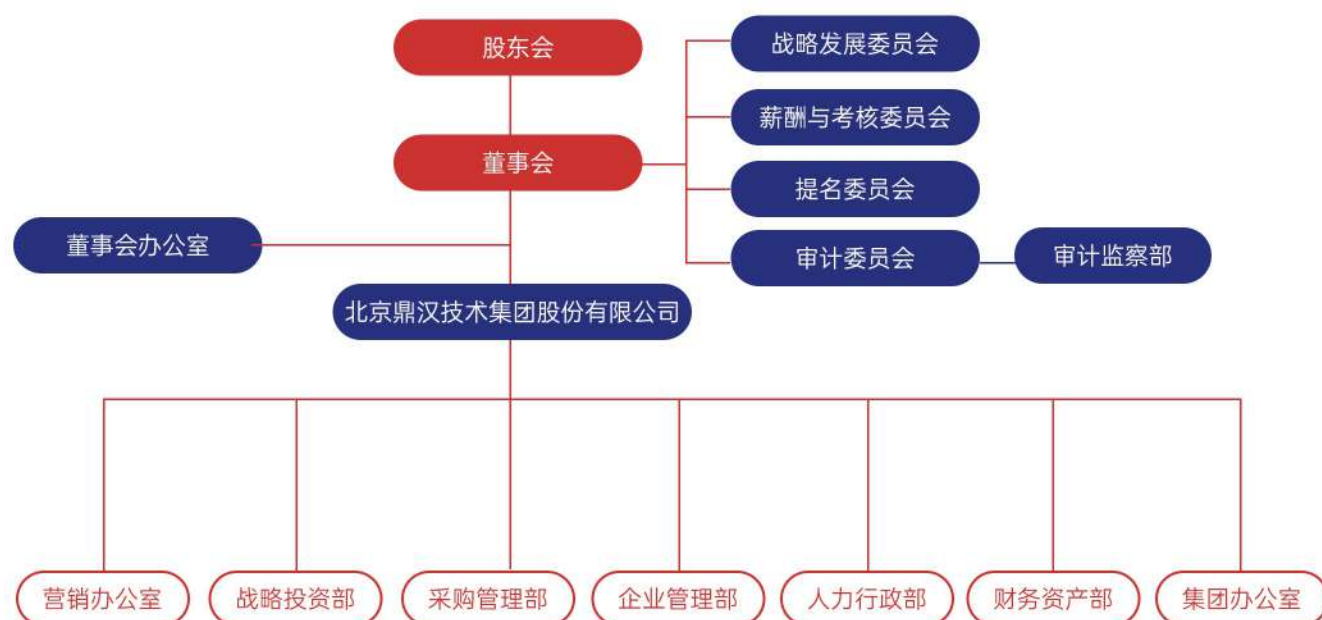 股东会
战略发展委员会
薪酬与考核委员会
董事会
提名委员会
董事会办公室
审计委员会
审计监察部
北京鼎汉技术集团股份有限公司
营销办公室
战略投资部
采购管理部
企业管理部
人力行政部
财务资产部
集团办公室